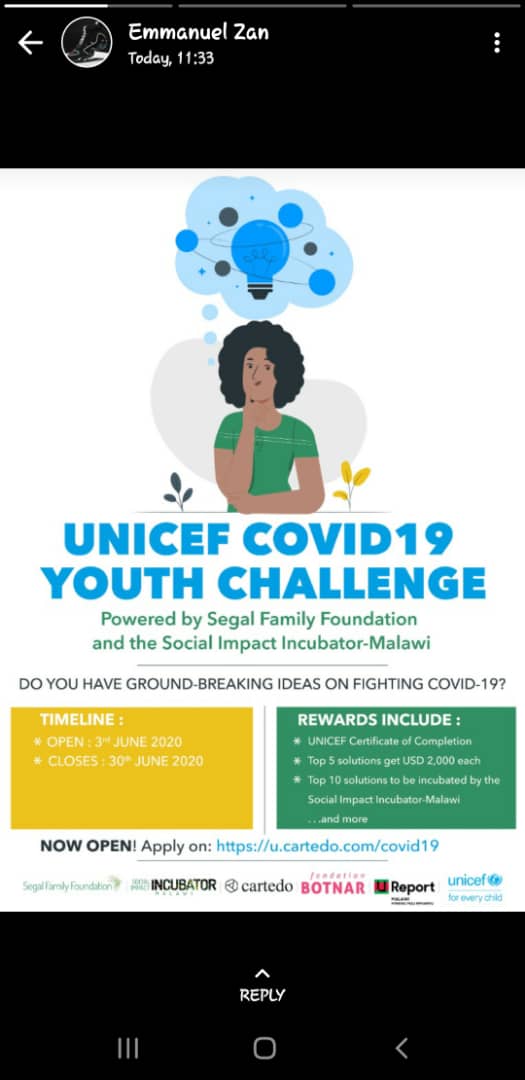 Emmanuel Zan
Today, 11:33
UNICEF COVID19
YOUTH CHALLENGE
Powered by Segal Family Foundation
and the Social Impact Incubator-Malawi
DO YOU HAVE GROUND-BREAKING IDEAS ON FIGHTING COVID-19?
TIMELINE :
* OPEN : 3rd JUNE 2020
* CLOSES : 30th JUNE 2020
REWARDS INCLUDE :
* UNICEF Certificate of Completion
* Top 5 solutions get USD 2,000 each
* Top 10 solutions to be incubated by the
Social Impact Incubator-Malawi
...and more
NOW OPEN! Apply on: https://u.cartedo.com/covid19
Segal Family Foundation
SOCIAL IMPACT INCUBATOR
MALAWI
cartedo
fondation
BOTNAR
U Report
MALAWI
unicef
for every child
REPLY